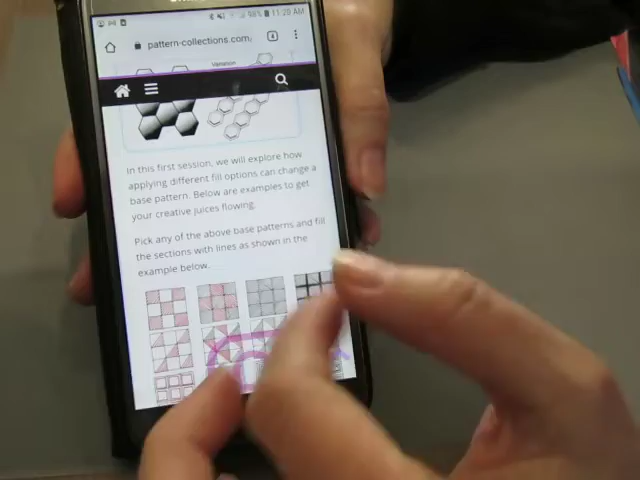 98% 11:20 AM
pattern-collections.com
Variation
In this first session, we will explore how
applying different fill options can change a
base pattern. Below are examples to get
your creative juices flowing.
Pick any of the above base patterns and fill
the sections with lines as shown in the
example below.